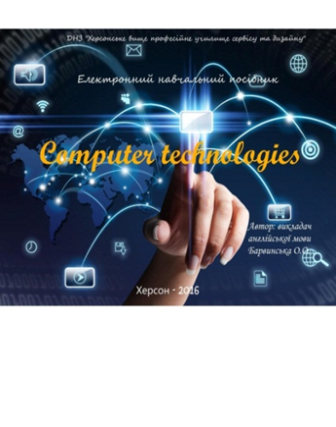 ДНЗ "Херсонське вище професійне училище сервісу та дизайну"
Електронний навчальний посібник
Computer technologies
Автор: викладач
англійської мови
Барвинська О.О.
Херсон - 2016